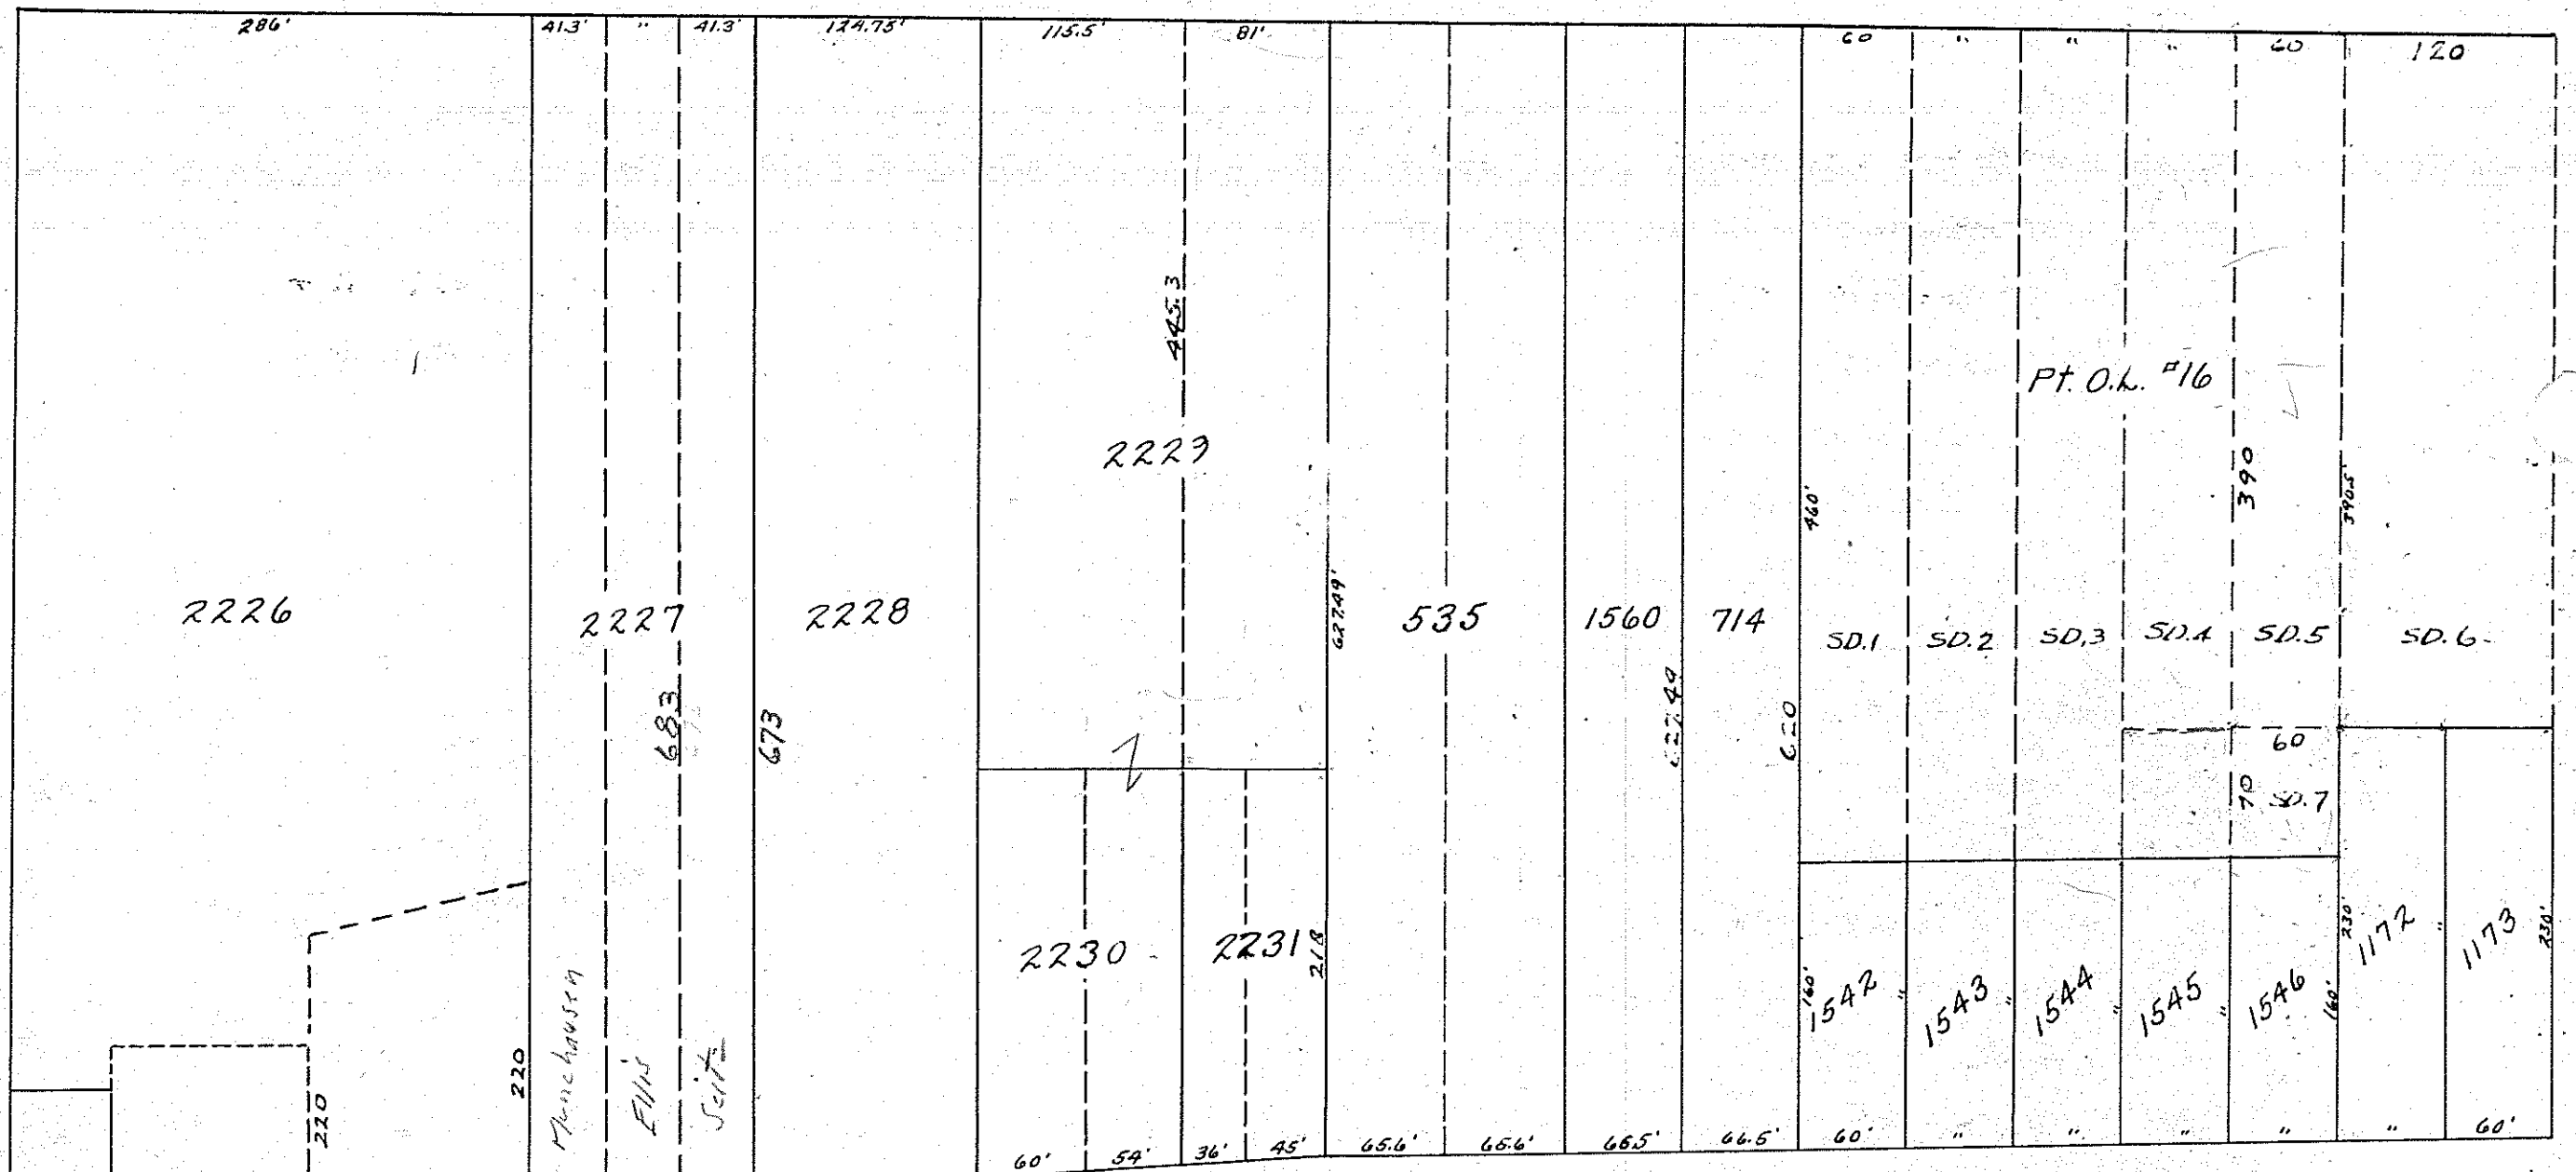 286' 41.3' " 41.3' 124.75' 115.5' 81' 60 " " " 60 120
445.3
Pt. O.L. #16
2229
390
390.5'
460'
627.49'
2226 2227 2228 535 1560 714
SD.1 SD.2 SD.3 SD.4 SD.5 SD.6
683
673
627.49
620
60
70 SD.7
2230 2231 218
230' 1172 " 1173 230'
160' 1542 " 1543 " 1544 " 1545 " 1546 160'
220
220
Munchausen
Ellis
Seitz
60' 54' 36' 45' 65.6' 65.6' 66.5' 66.5' 60' " " " " " 60'